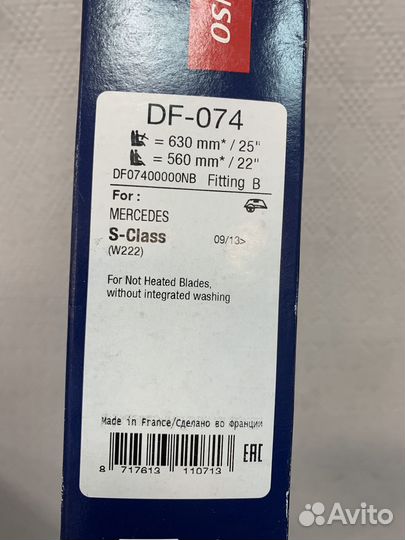 DF-074
= 630 mm* / 25"
= 560 mm* / 22"
DF07400000NB Fitting B
For :
MERCEDES
S-Class 09/13>
(W222)
For Not Heated Blades,
without integrated washing
Made in France/Сделано во франции
8 717613 110713
EAC
Avito